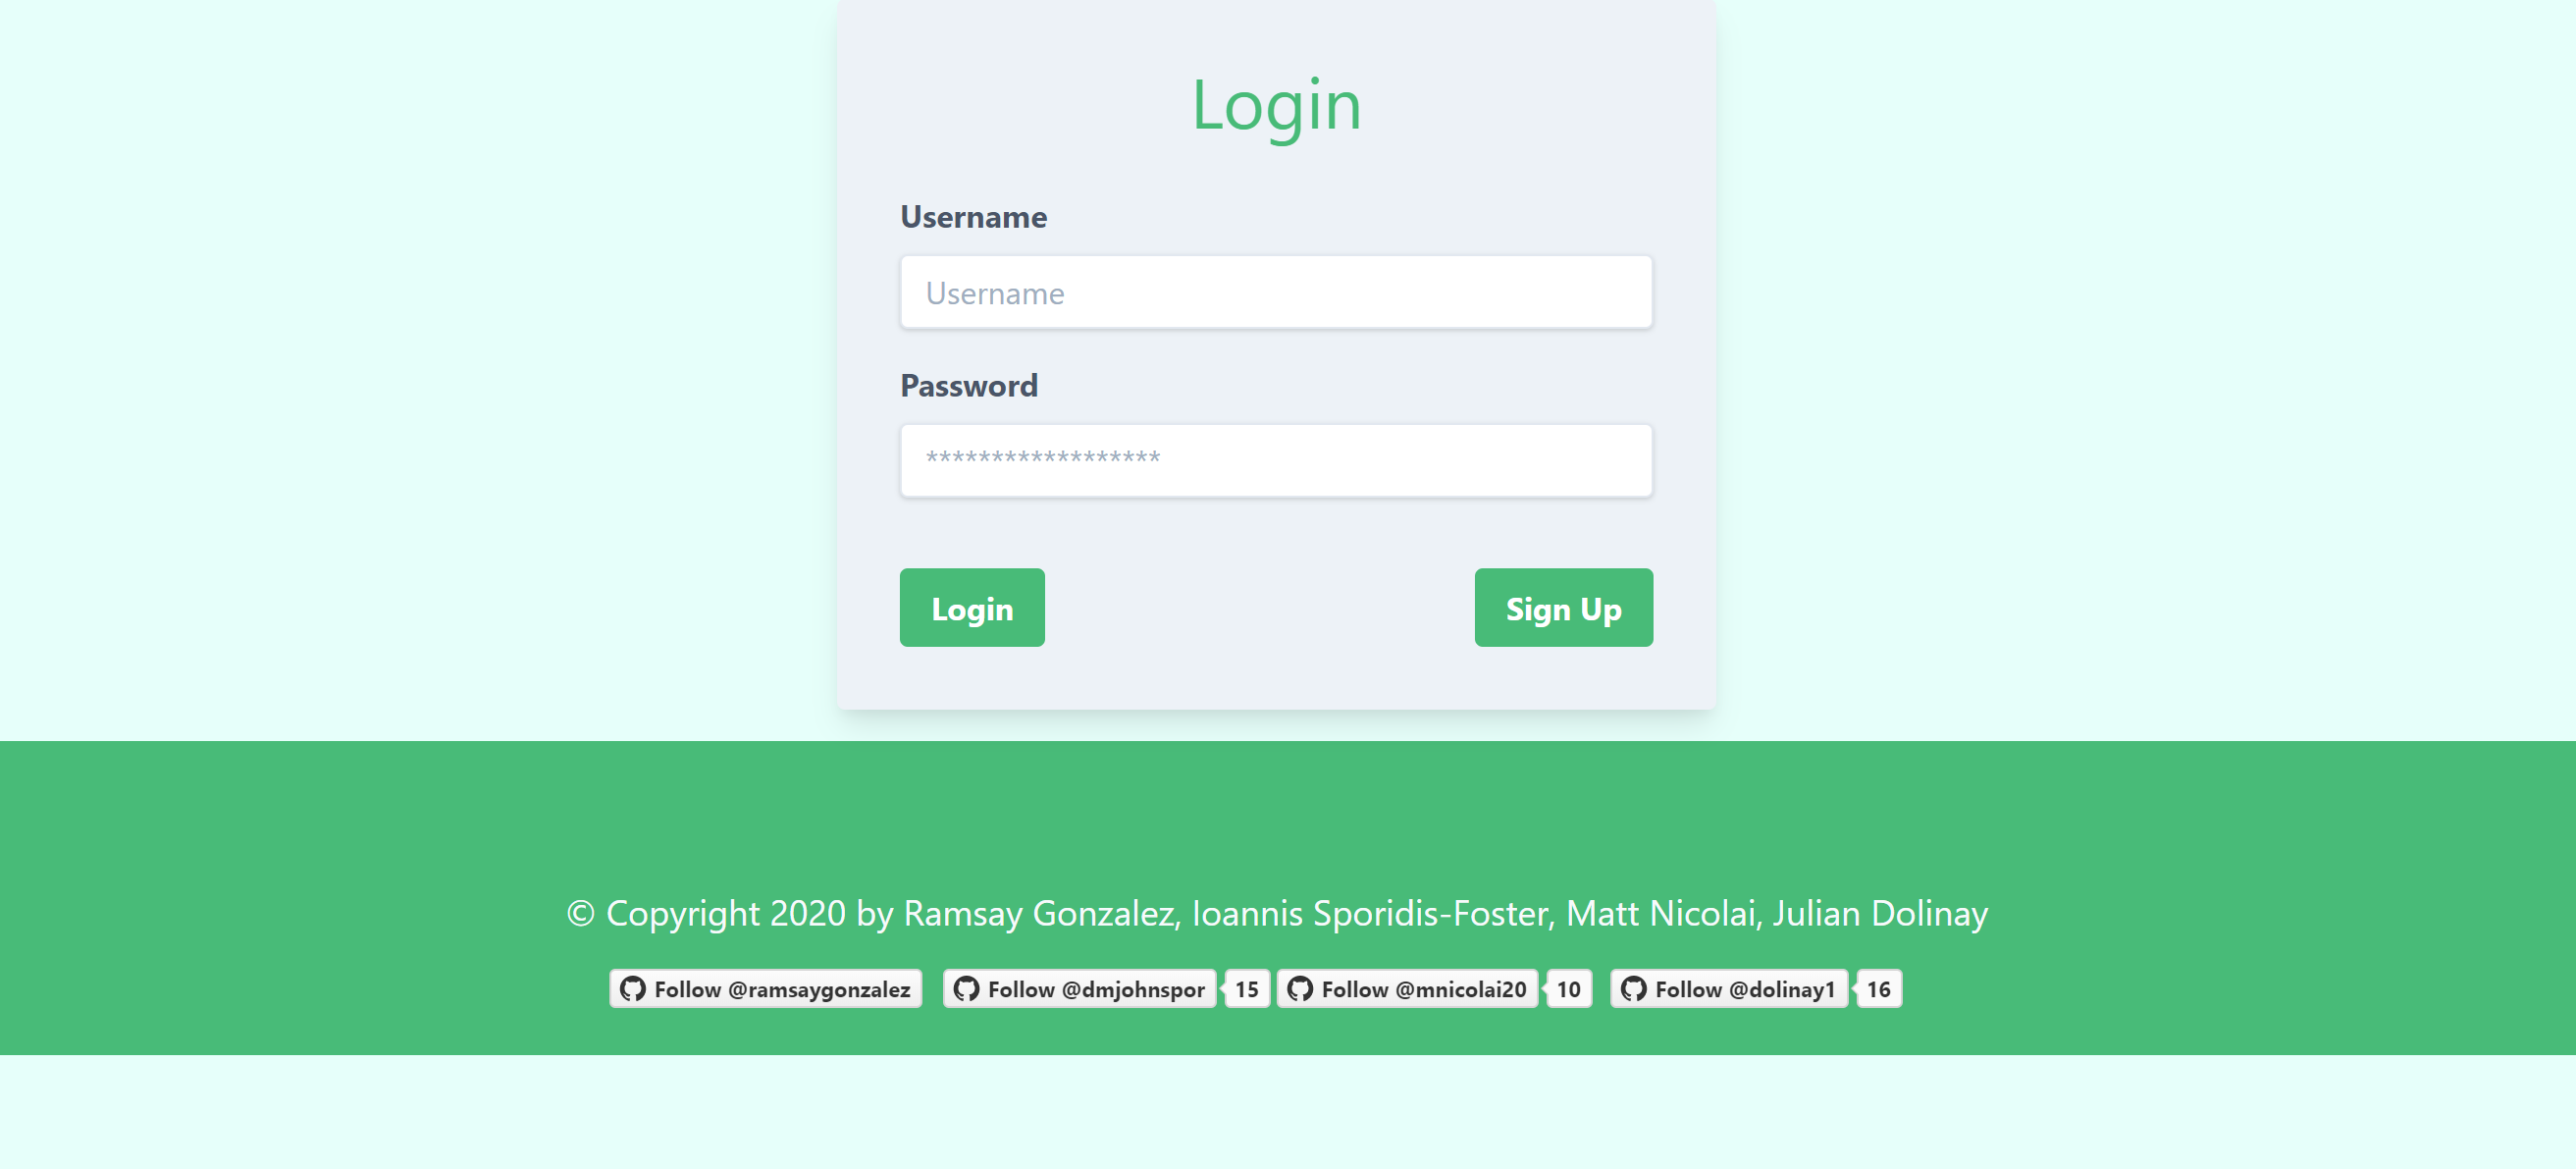 Login
Username
Username
Password
******************
Login Sign Up
© Copyright 2020 by Ramsay Gonzalez, Ioannis Sporidis-Foster, Matt Nicolai, Julian Dolinay
Follow @ramsaygonzalez Follow @dmjohnspor 15 Follow @mnicolai20 10 Follow @dolinay1 16